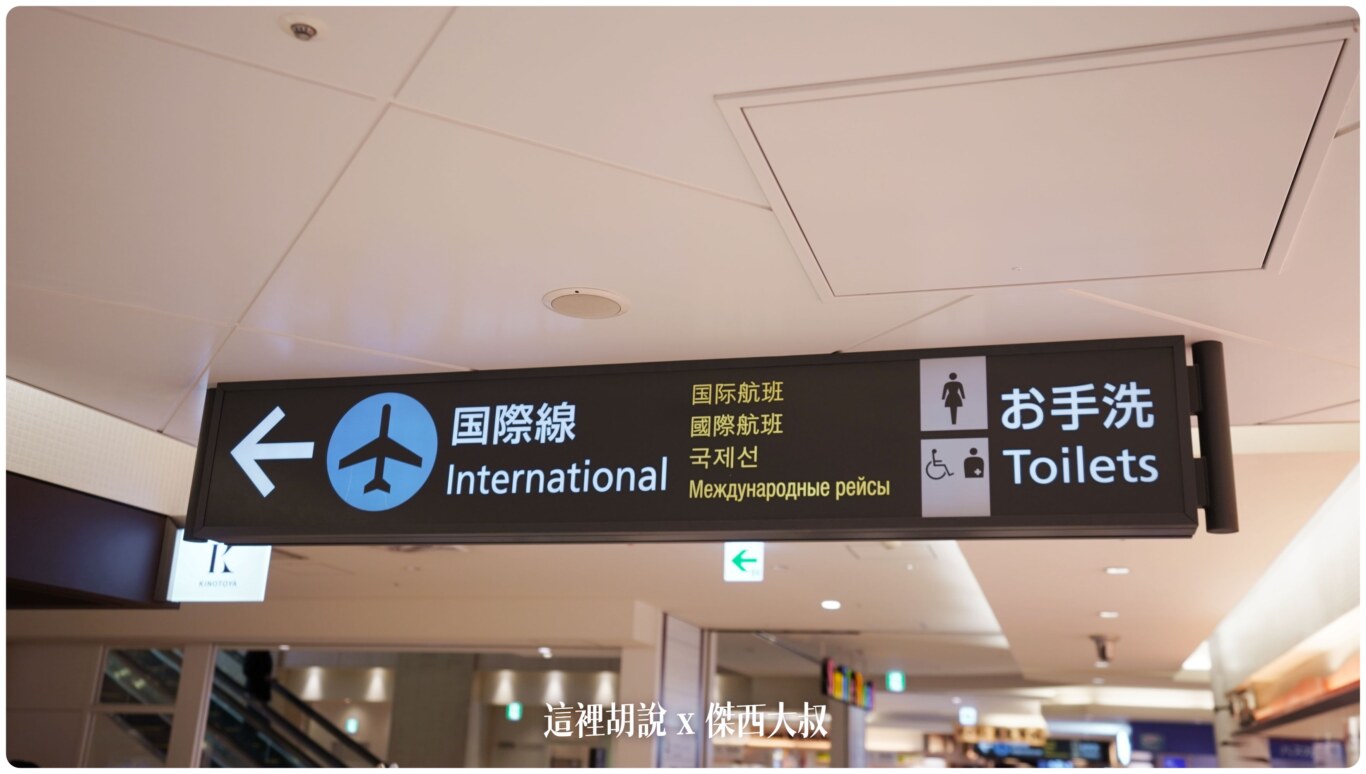 国際線
International
国际航班
國際航班
국제선
Международные рейсы
お手洗
Toilets
K
KINOTOYA
這裡胡說 x 傑西大叔